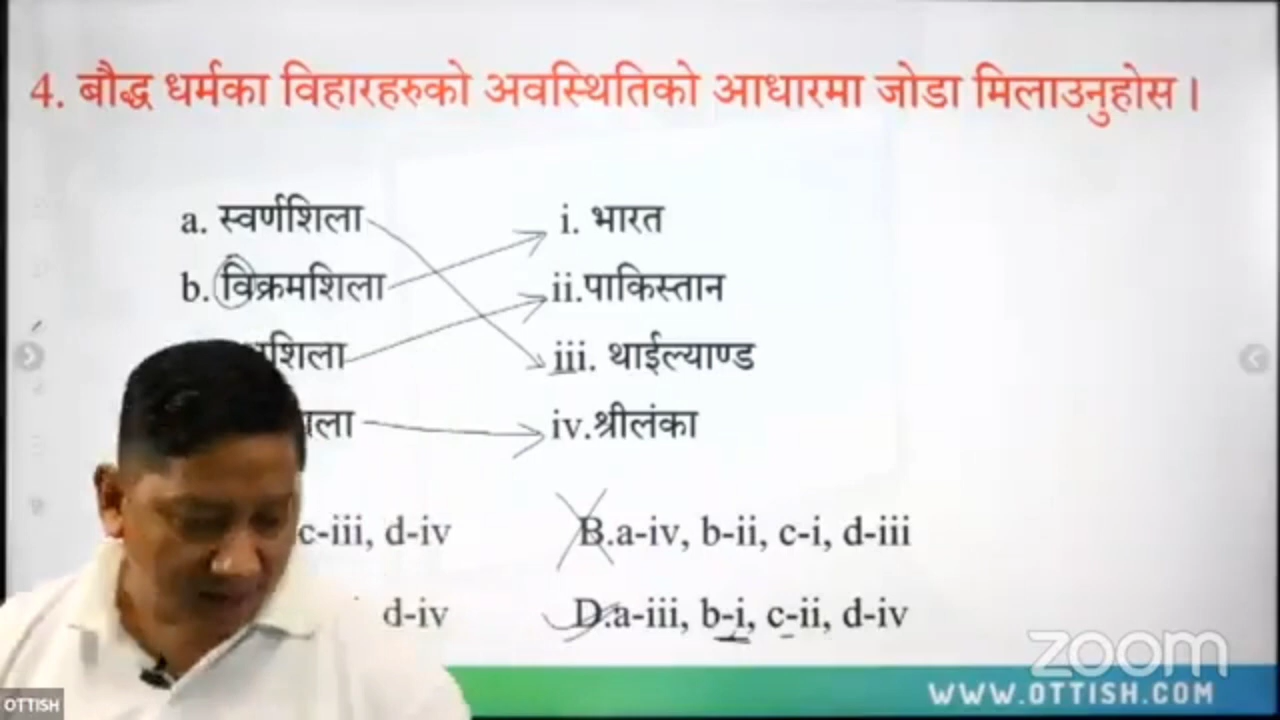 4. बौद्ध धर्मका विहारहरुको अवस्थितिको आधारमा जोडा मिलाउनुहोस ।
a. स्वर्णशिला
i. भारत
b. विक्रमशिला
ii.पाकिस्तान
iii. थाईल्याण्ड
iv.श्रीलंका
c-iii, d-iv
B.a-iv, b-ii, c-i, d-iii
d-iv
D.a-iii, b-i, c-ii, d-iv
zoom
WWW.OTTISH.COM
OTTISH